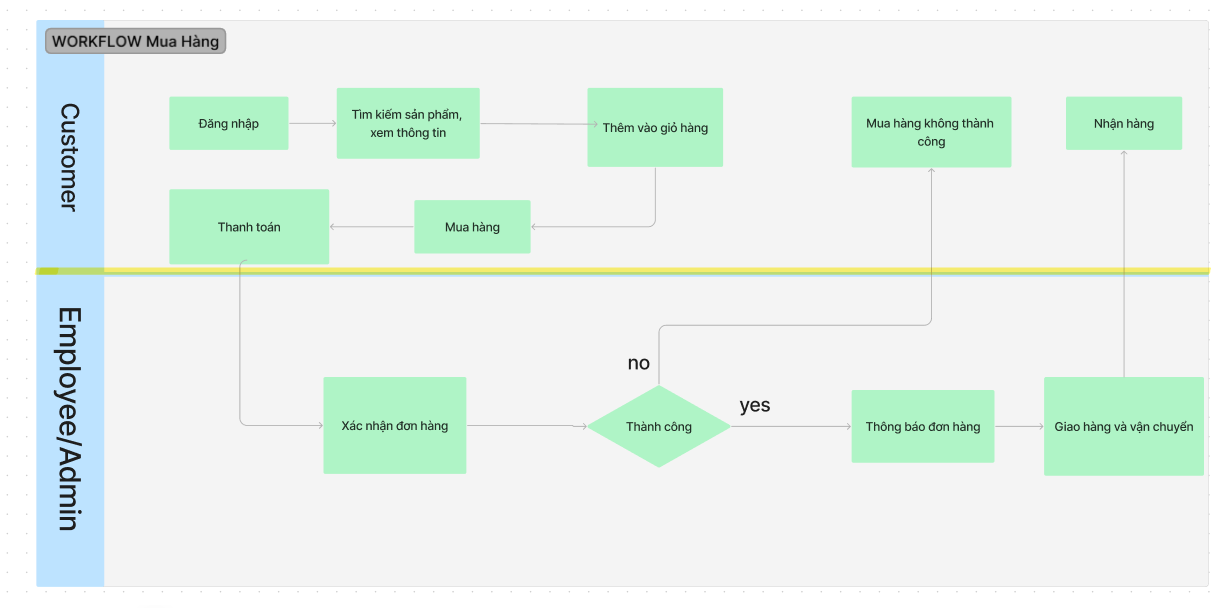 WORKFLOW Mua Hàng
Customer
Đăng nhập
Tìm kiếm sản phẩm,
xem thông tin
Thêm vào giỏ hàng
Mua hàng không thành
công
Nhận hàng
Thanh toán
Mua hàng
Employee/Admin
no
yes
Xác nhận đơn hàng
Thành công
Thông báo đơn hàng
Giao hàng và vận chuyển